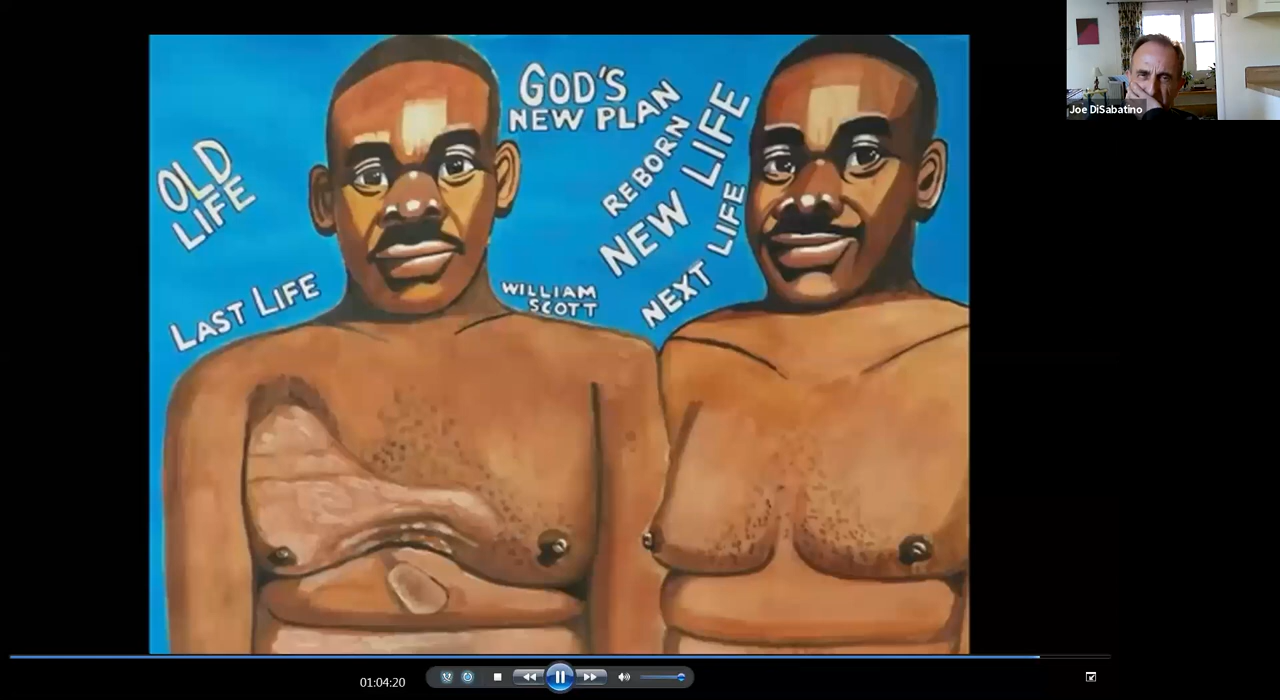 OLD
LIFE
LAST LIFE
GOD'S
NEW PLAN
REBORN
NEW LIFE
NEXT LIFE
WILLIAM
SCOTT
Joe DiSabatino
01:04:20